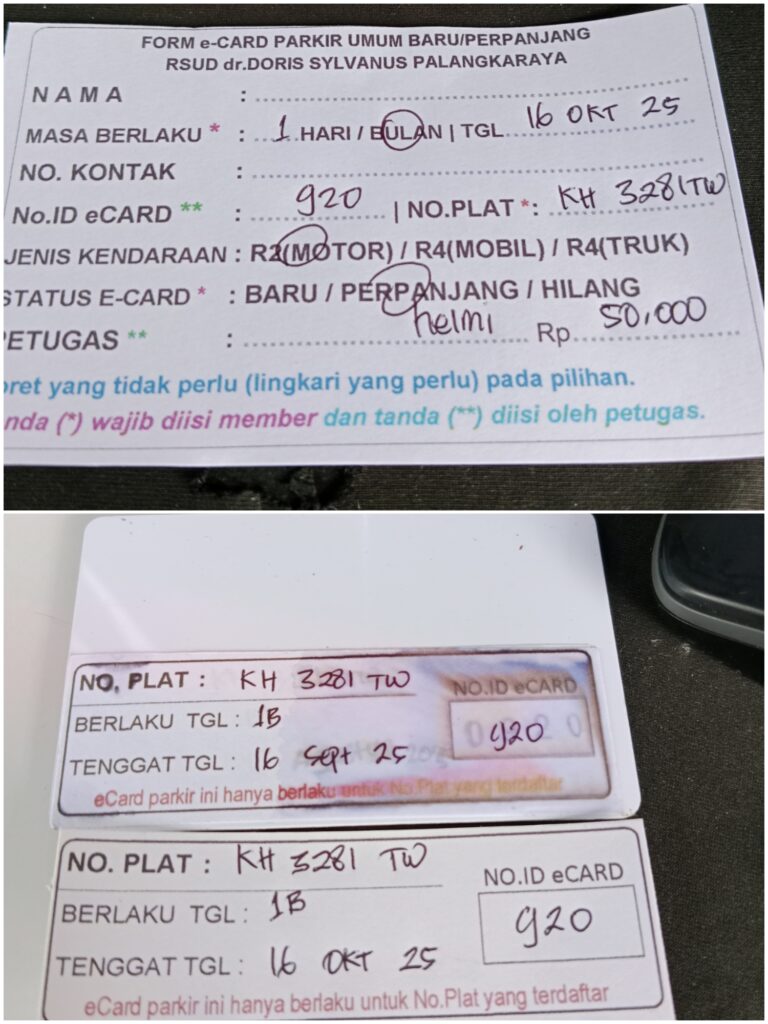 FORM e-CARD PARKIR UMUM BARU/PERPANJANG
RSUD dr.DORIS SYLVANUS PALANGKARAYA
N A M A :
MASA BERLAKU * : 1 HARI / BULAN | TGL 16 OKT 25
NO. KONTAK :
No.ID eCARD ** : 920 | NO.PLAT *: KH 3281 TW
JENIS KENDARAAN : R2(MOTOR) / R4(MOBIL) / R4(TRUK)
STATUS E-CARD * : BARU / PERPANJANG / HILANG
ETUGAS ** : helmi Rp. 50.000
oret yang tidak perlu (lingkari yang perlu) pada pilihan.
nda (*) wajib diisi member dan tanda (**) diisi oleh petugas.
NO. PLAT : KH 3281 TW
NO.ID eCARD
BERLAKU TGL : 1B
920
TENGGAT TGL : 16 Sept 25
eCard parkir ini hanya berlaku untuk No.Plat yang terdaftar
NO. PLAT : KH 3281 TW
NO.ID eCARD
BERLAKU TGL : 1B
920
TENGGAT TGL : 16 OKT 25
eCard parkir ini hanya berlaku untuk No.Plat yang terdaftar